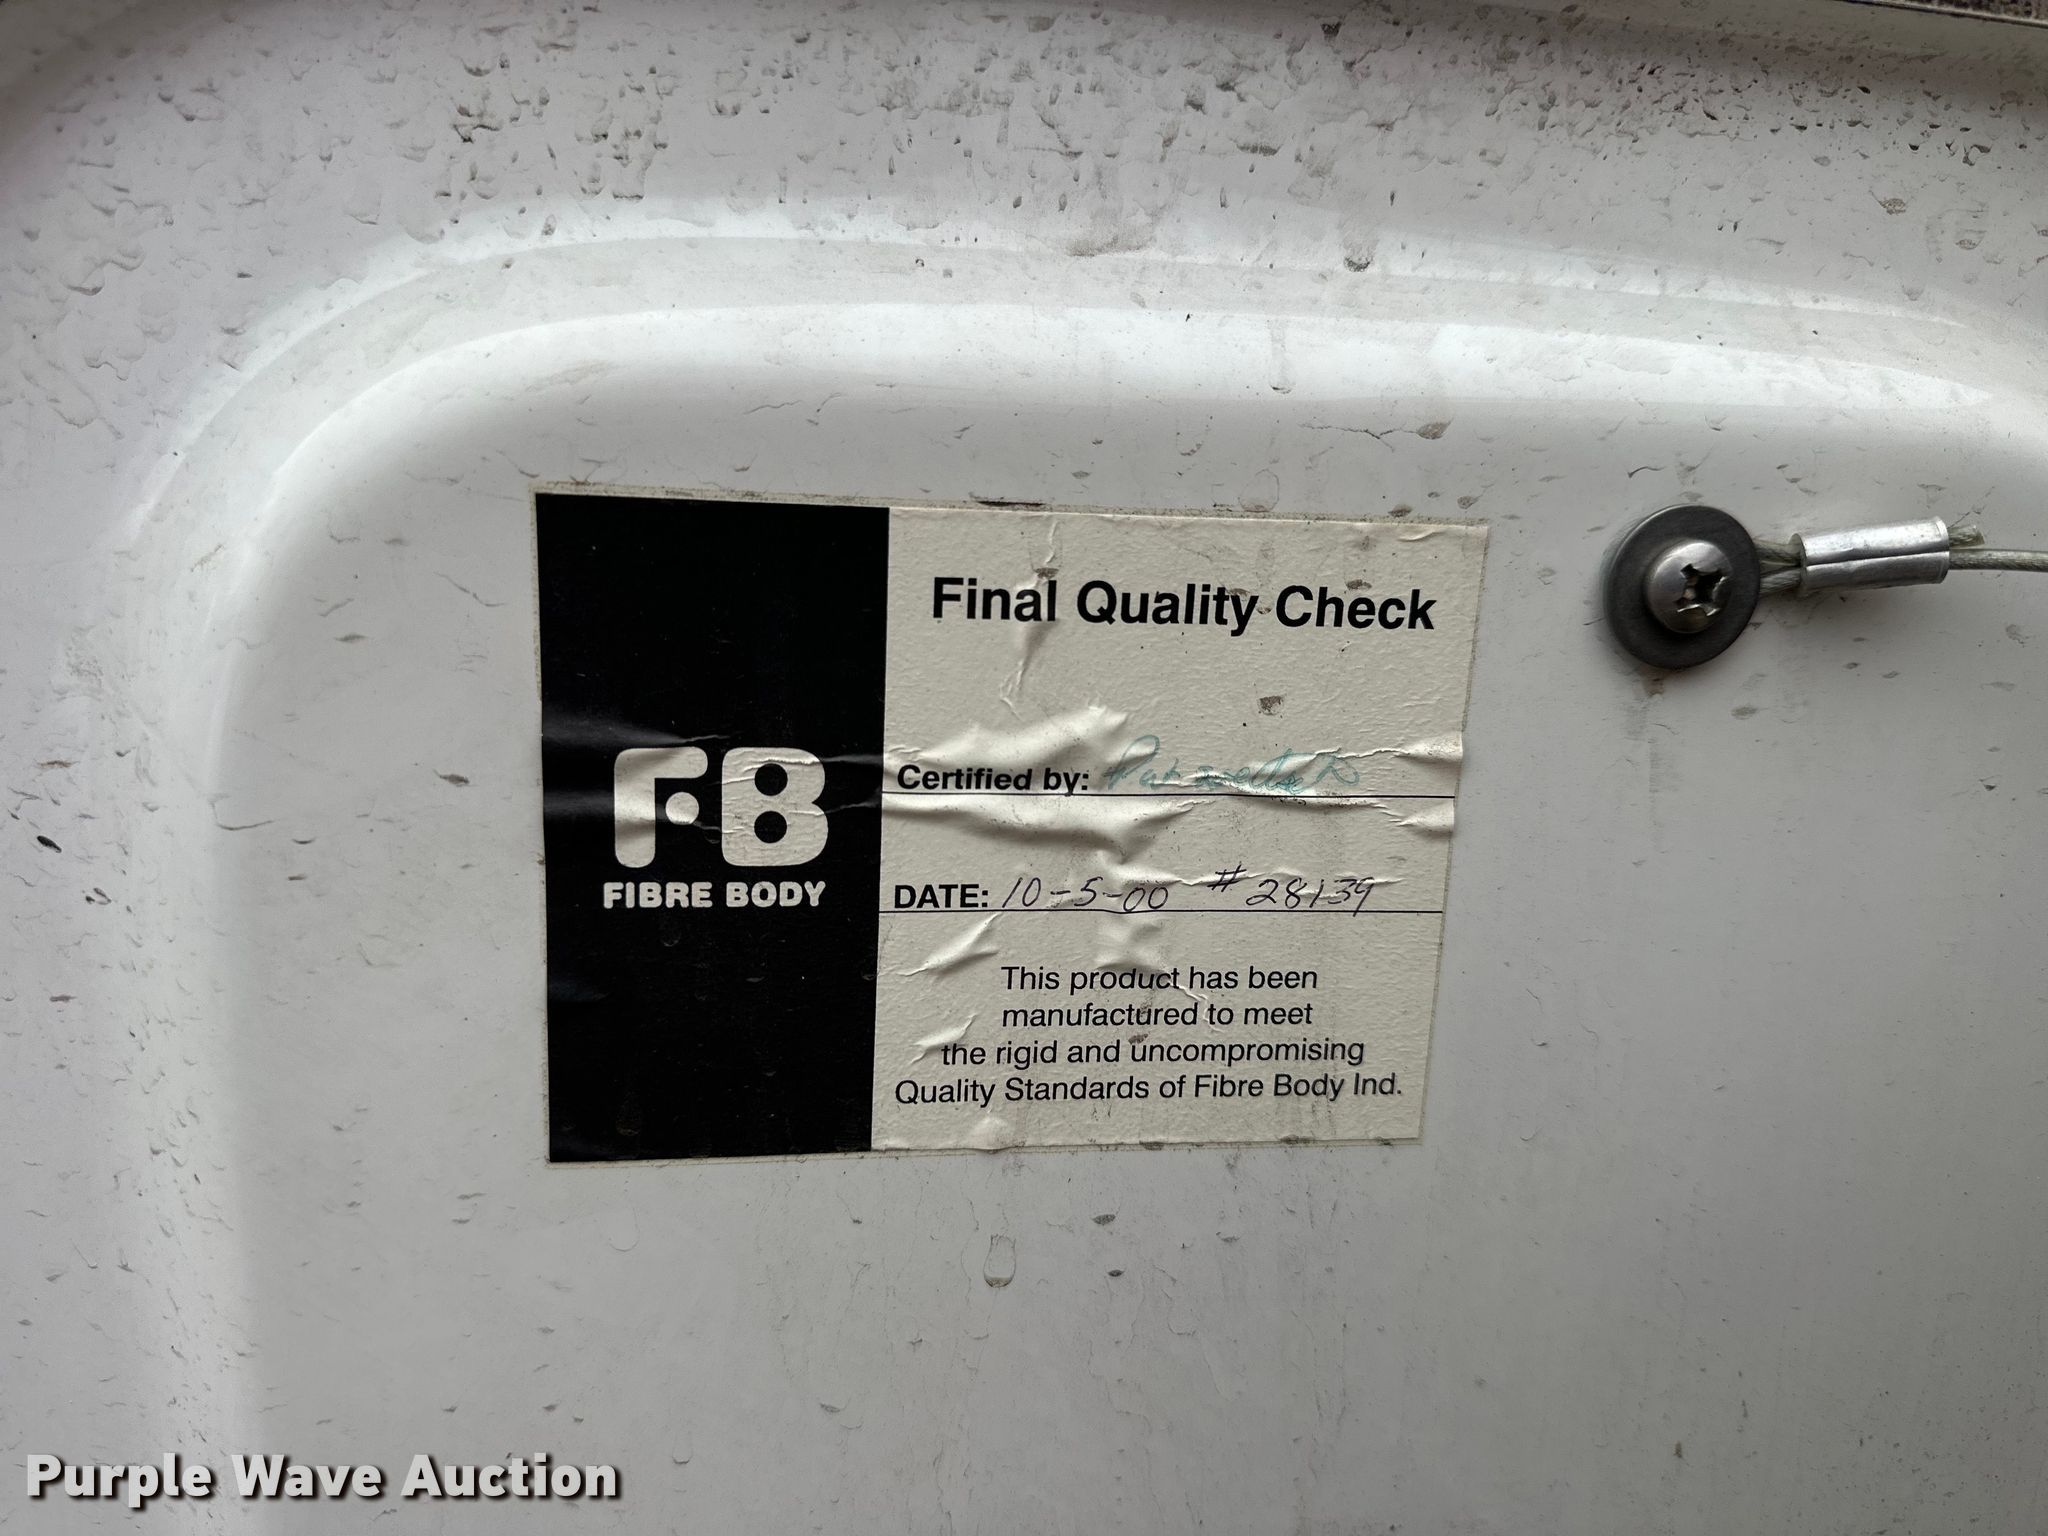 Final Quality Check
Certified by:
DATE: 10-5-00 #28139
This product has been
manufactured to meet
the rigid and uncompromising
Quality Standards of Fibre Body Ind.
FB
FIBRE BODY
Purple Wave Auction